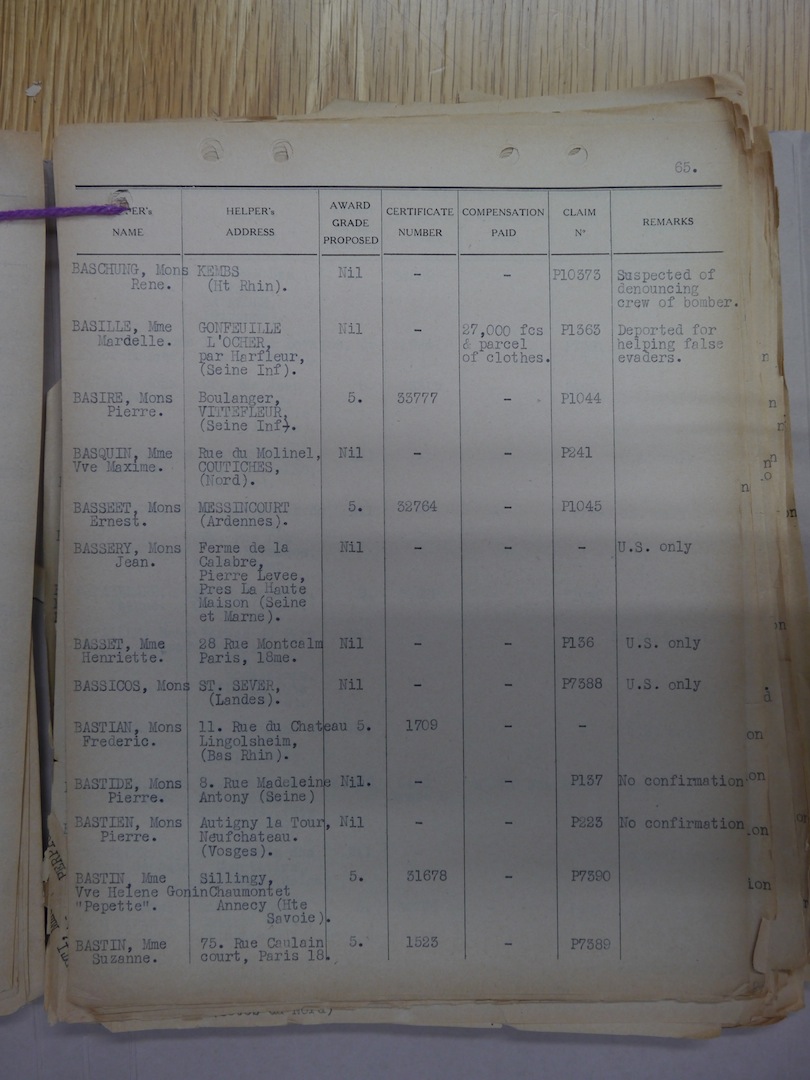 65.
HELPER's NAME | HELPER's ADDRESS | AWARD GRADE PROPOSED | CERTIFICATE NUMBER | COMPENSATION PAID | CLAIM N° | REMARKS
BASCHUNG, Mons KEMBS Nil - - P10373 Suspected of
Rene. (Ht Rhin). denouncing
crew of bomber.
BASILLE, Mme GONFEUILLE Nil - 27,000 fcs P1363 Deported for
Mardelle. L'OCHER, & parcel helping false
par Harfleur, of clothes. evaders.
(Seine Inf).
BASIRE, Mons Boulanger, 5. 33777 - P1044
Pierre. VITTEFLEUR,
(Seine Inf).
BASQUIN, Mme Rue du Molinel, Nil - - P241
Vve Maxime. COUTICHES,
(Nord).
BASSEET, Mons MESSINCOURT 5. 32764 - P1045
Ernest. (Ardennes).
BASSERY, Mons Ferme de la Nil - - - U.S. only
Jean. Calabre,
Pierre Levee,
Pres La Haute
Maison (Seine
et Marne).
BASSET, Mme 28 Rue Montcalm Nil - - P136 U.S. only
Henriette. Paris, 18me.
BASSICOS, Mons ST. SEVER, Nil - - P7388 U.S. only
(Landes).
BASTIAN, Mons 11. Rue du Chateau 5. 1709 - -
Frederic. Lingolsheim,
(Bas Rhin).
BASTIDE, Mons 8. Rue Madeleine Nil. - - P137 No confirmation
Pierre. Antony (Seine)
BASTIEN, Mons Autigny la Tour, Nil - - P223 No confirmation
Pierre. Neufchateau.
(Vosges).
BASTIN, Mme Sillingy, 5. 31678 - P7390
Vve Helene Gonin Chaumontet
"Pepette". Annecy (Hte
Savoie).
BASTIN, Mme 75. Rue Caulain 5. 1523 - P7389
Suzanne. court, Paris 18.